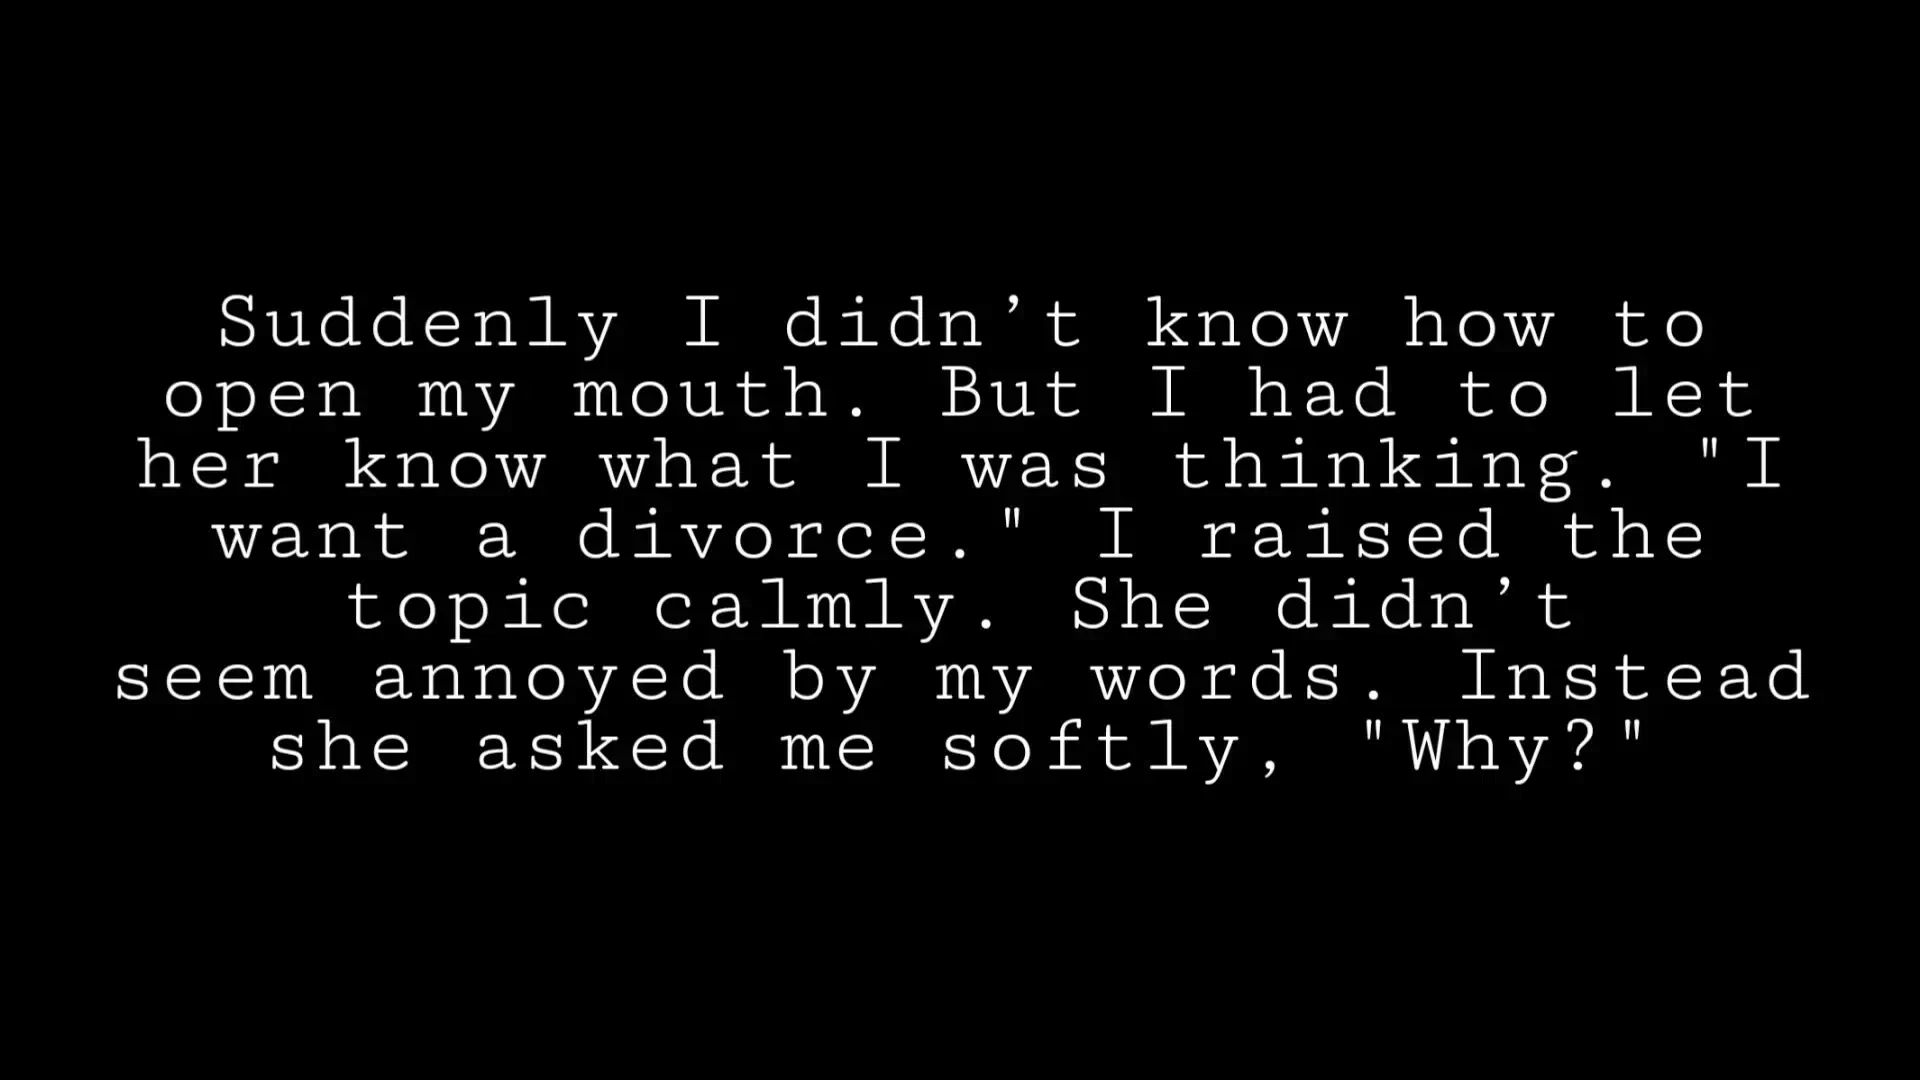 Suddenly I didn’t know how to
open my mouth. But I had to let
her know what I was thinking. "I
want a divorce." I raised the
topic calmly. She didn’t
seem annoyed by my words. Instead
she asked me softly, "Why?"